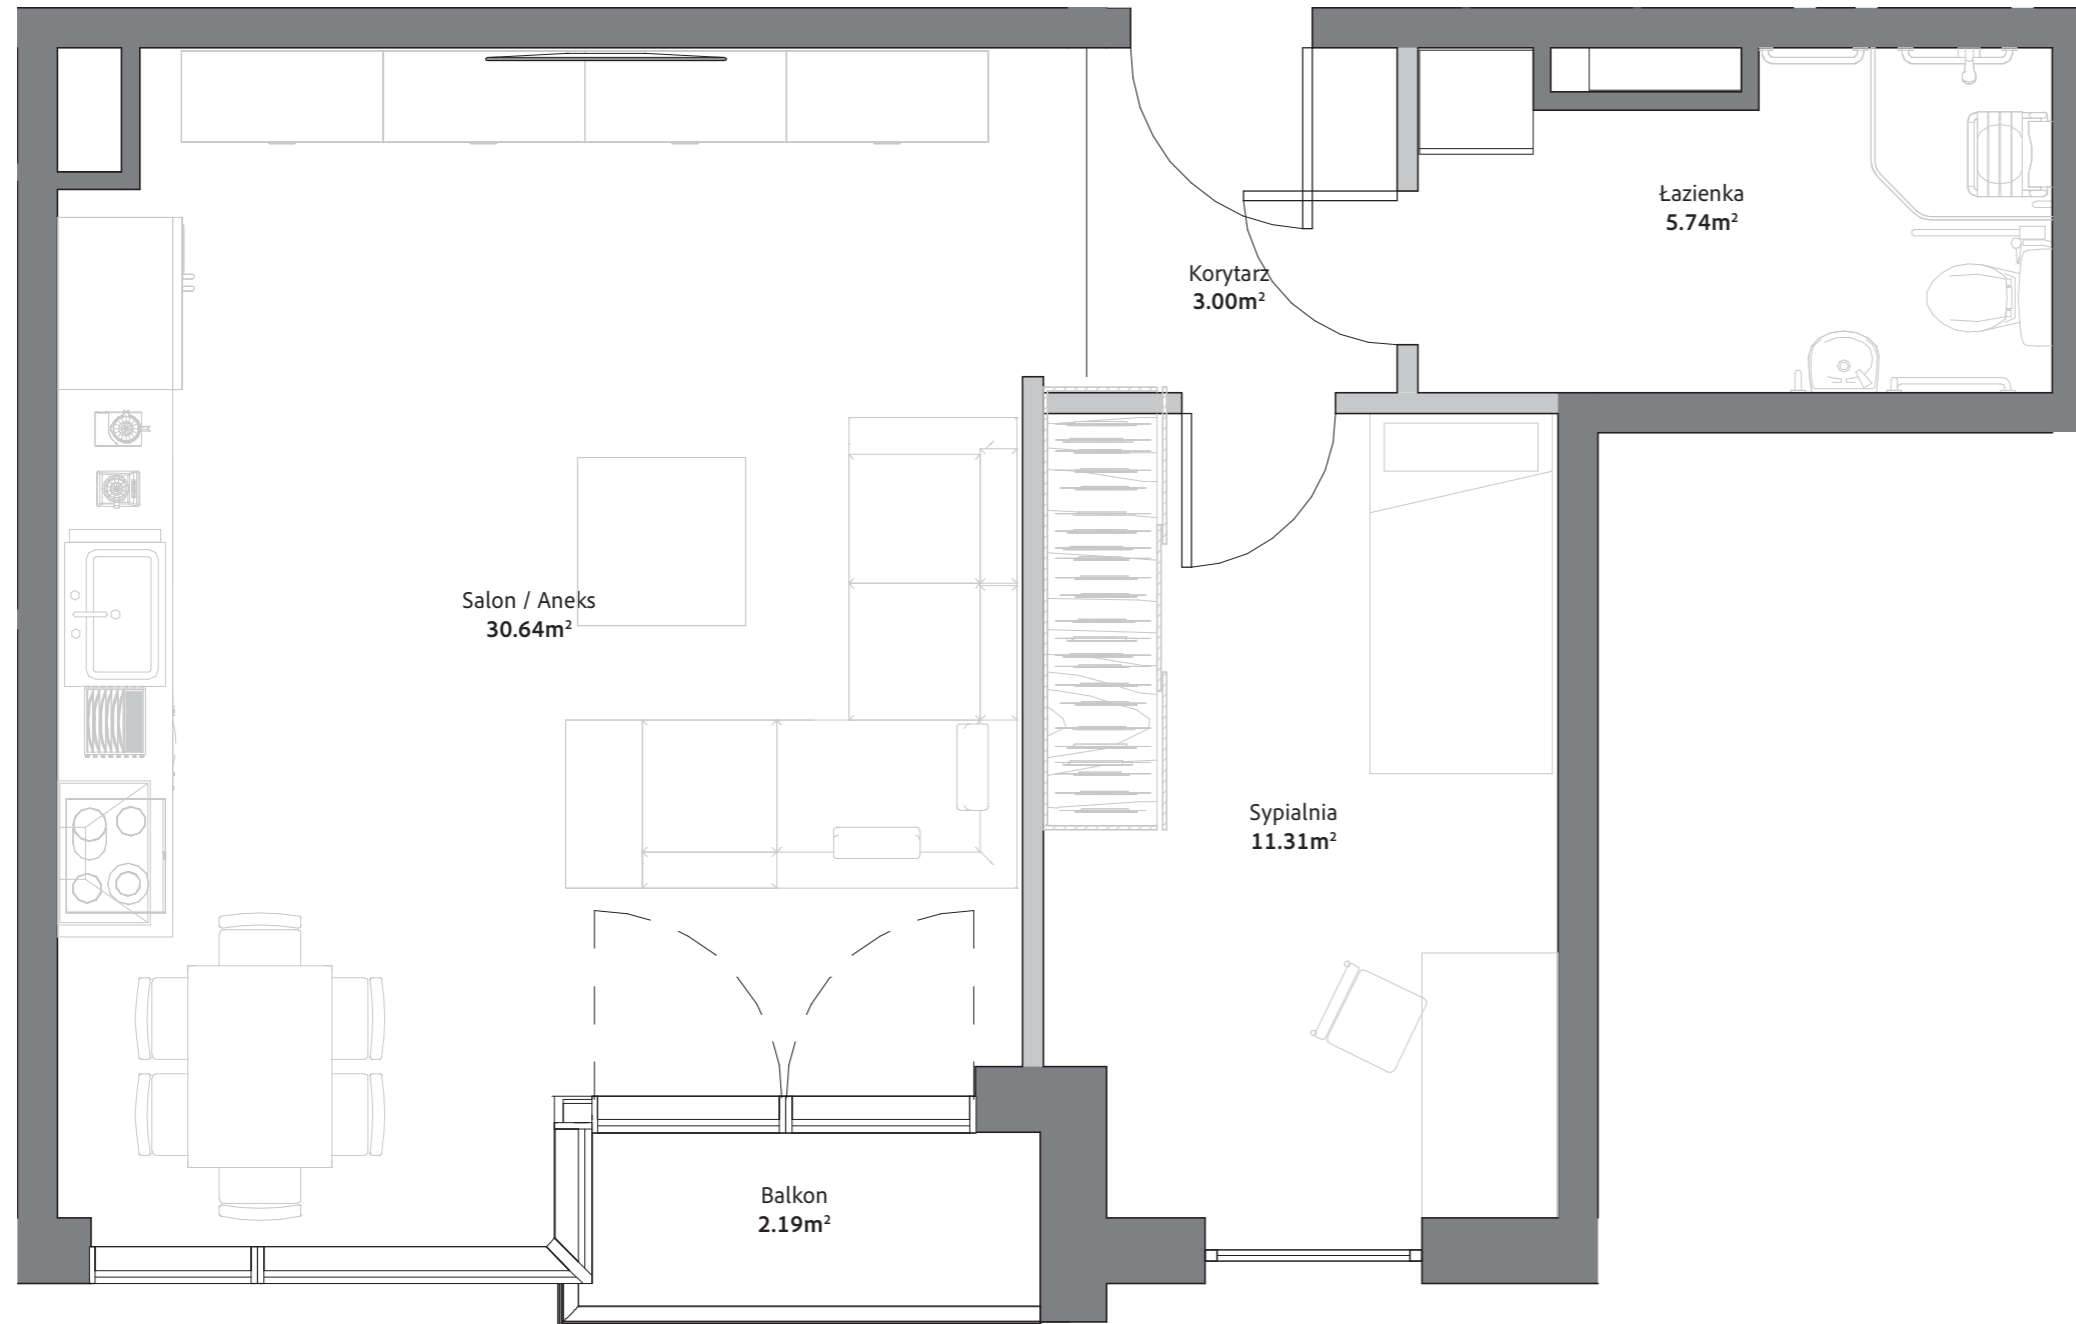 Łazienka
5.74m²
Korytarz
3.00m²
Salon / Aneks
30.64m²
Sypialnia
11.31m²
Balkon
2.19m²